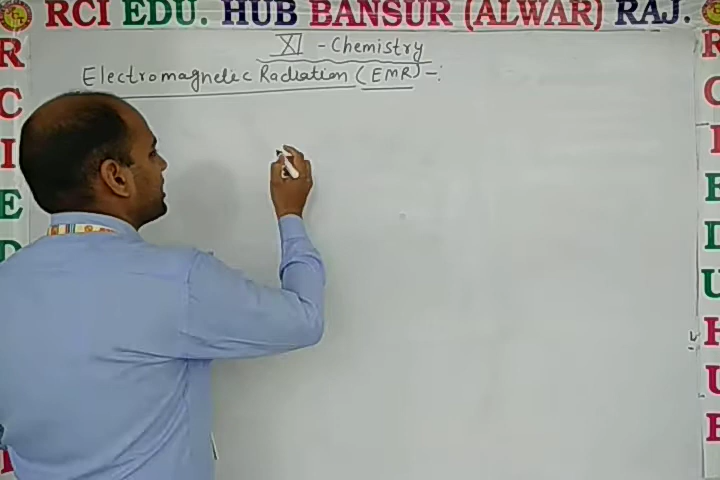 RCI EDU. HUB BANSUR (ALWAR) RAJ.
XI - Chemistry
Electromagnetic Radiation (EMR) -:
R
C
I
E
D
R
C
I
E
D
U
H
U
B